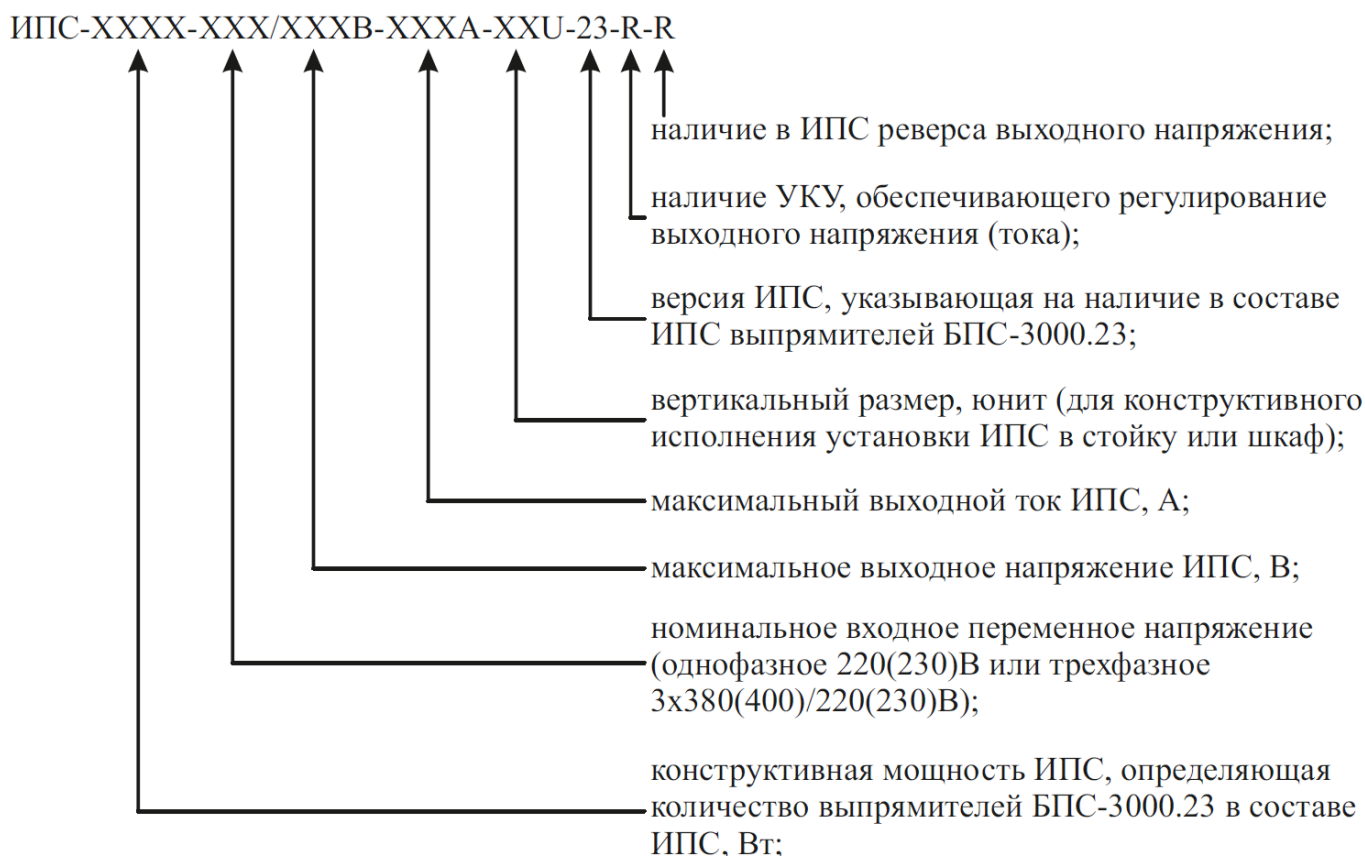 ИПС-XXXX-XXX/XXXВ-XXXА-XXU-23-R-R
наличие в ИПС реверса выходного напряжения;
наличие УКУ, обеспечивающего регулирование
выходного напряжения (тока);
версия ИПС, указывающая на наличие в составе
ИПС выпрямителей БПС-3000.23;
вертикальный размер, юнит (для конструктивного
исполнения установки ИПС в стойку или шкаф);
максимальный выходной ток ИПС, А;
максимальное выходное напряжение ИПС, В;
номинальное входное переменное напряжение
(однофазное 220(230)В или трехфазное
3х380(400)/220(230)В);
конструктивная мощность ИПС, определяющая
количество выпрямителей БПС-3000.23 в составе
ИПС, Вт;